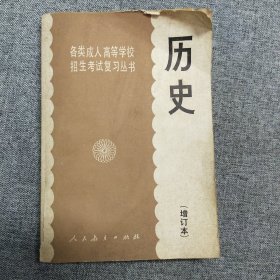 各类成人高等学校
招生考试复习丛书
历史
(增订本)
人民教育出版社